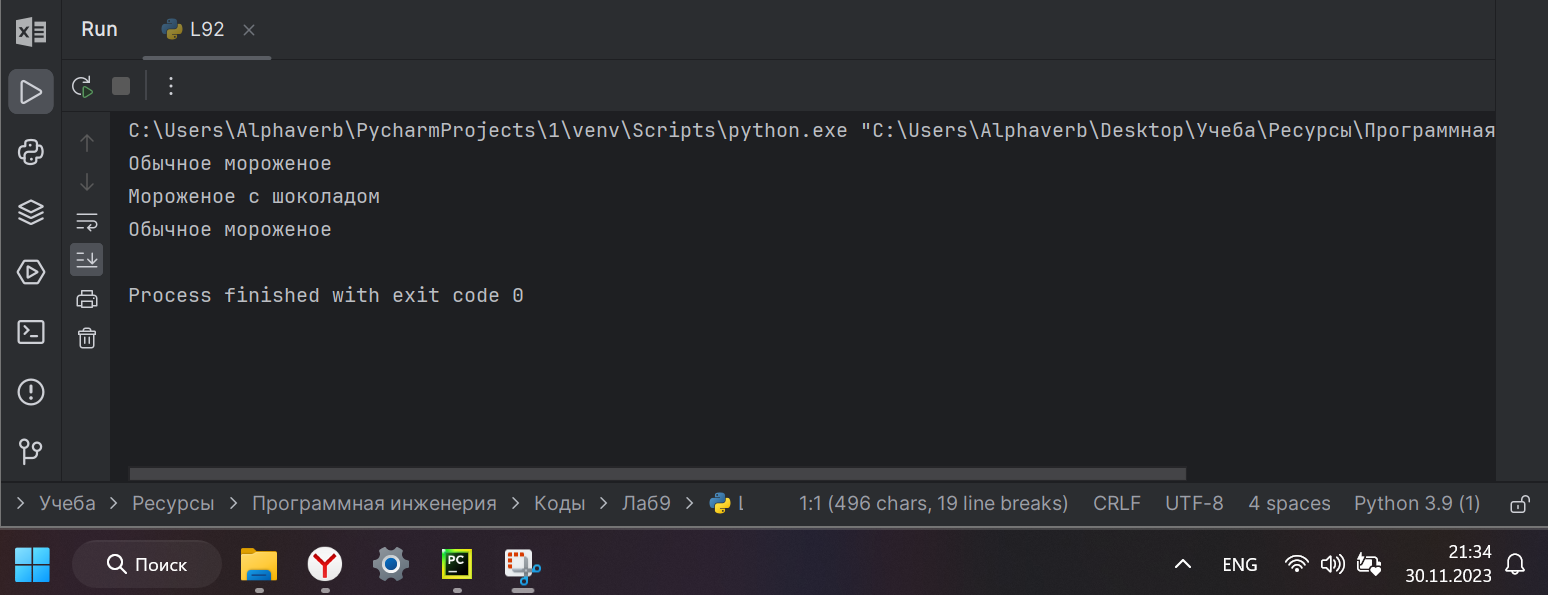 Run L92
C:\Users\Alphaverb\PycharmProjects\1\venv\Scripts\python.exe "C:\Users\Alphaverb\Desktop\Учеба\Ресурсы\Программная
Обычное мороженое
Мороженое с шоколадом
Обычное мороженое
Process finished with exit code 0
Учеба Ресурсы Программная инженерия Коды Лаб9 1:1 (496 chars, 19 line breaks) CRLF UTF-8 4 spaces Python 3.9 (1)
Поиск PC ENG 21:34
30.11.2023